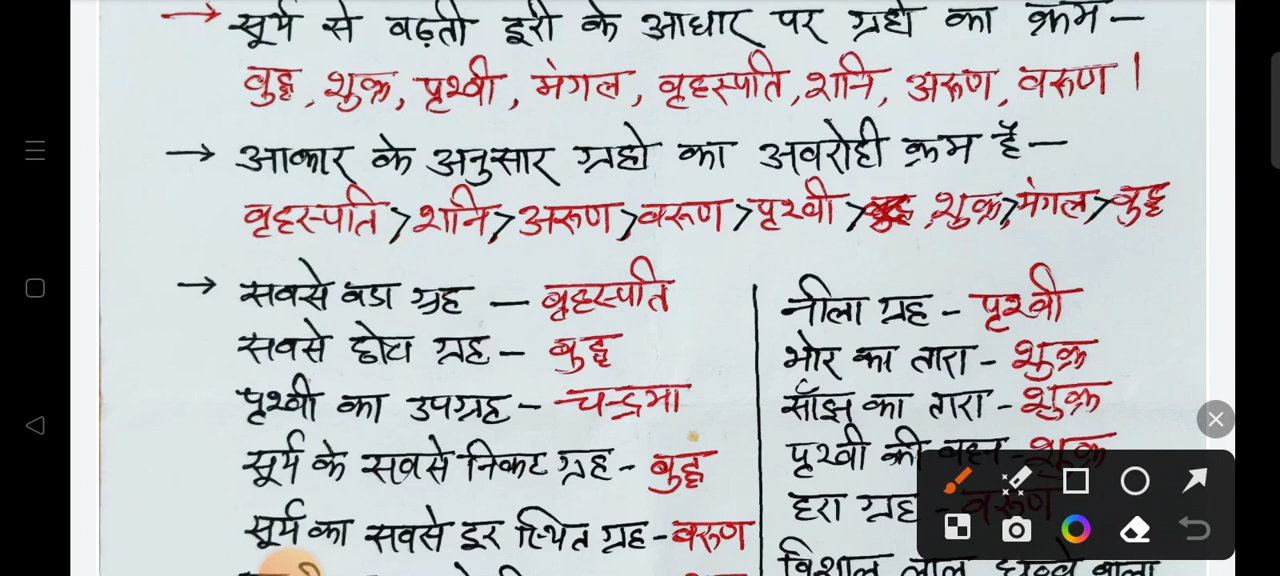 → सूर्य से बढ़ती दूरी के आधार पर ग्रहो का क्रम –
बुद्ध, शुक्र, पृथ्वी, मंगल, वृहस्पति, शनि, अरूण, वरूण |
→ आकार के अनुसार ग्रहो का अवरोही क्रम है –
वृहस्पति > शनि > अरूण > वरूण > पृथ्वी > शुक्र > मंगल > बुद्ध
→ सबसे बडा ग्रह – बृहस्पति
सबसे छोटा ग्रह – बुद्ध
पृथ्वी का उपग्रह – चन्द्रमा
सूर्य के सबसे निकट ग्रह – बुद्ध
सूर्य का सबसे दूर स्थित ग्रह – वरूण
नीला ग्रह – पृथ्वी
भोर का तारा – शुक्र
साँझ का तारा – शुक्र
पृथ्वी की बहन – शुक्र
हरा ग्रह – वरूण
विशाल लाल धब्बे वाला